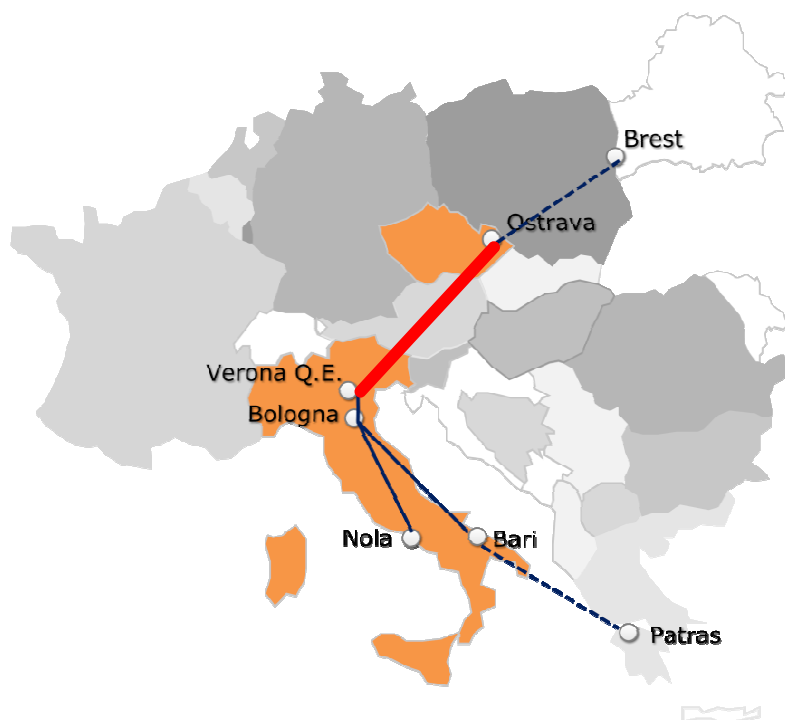 Brest
Ostrava
Verona Q.E.
Bologna
Nola
Bari
Patras